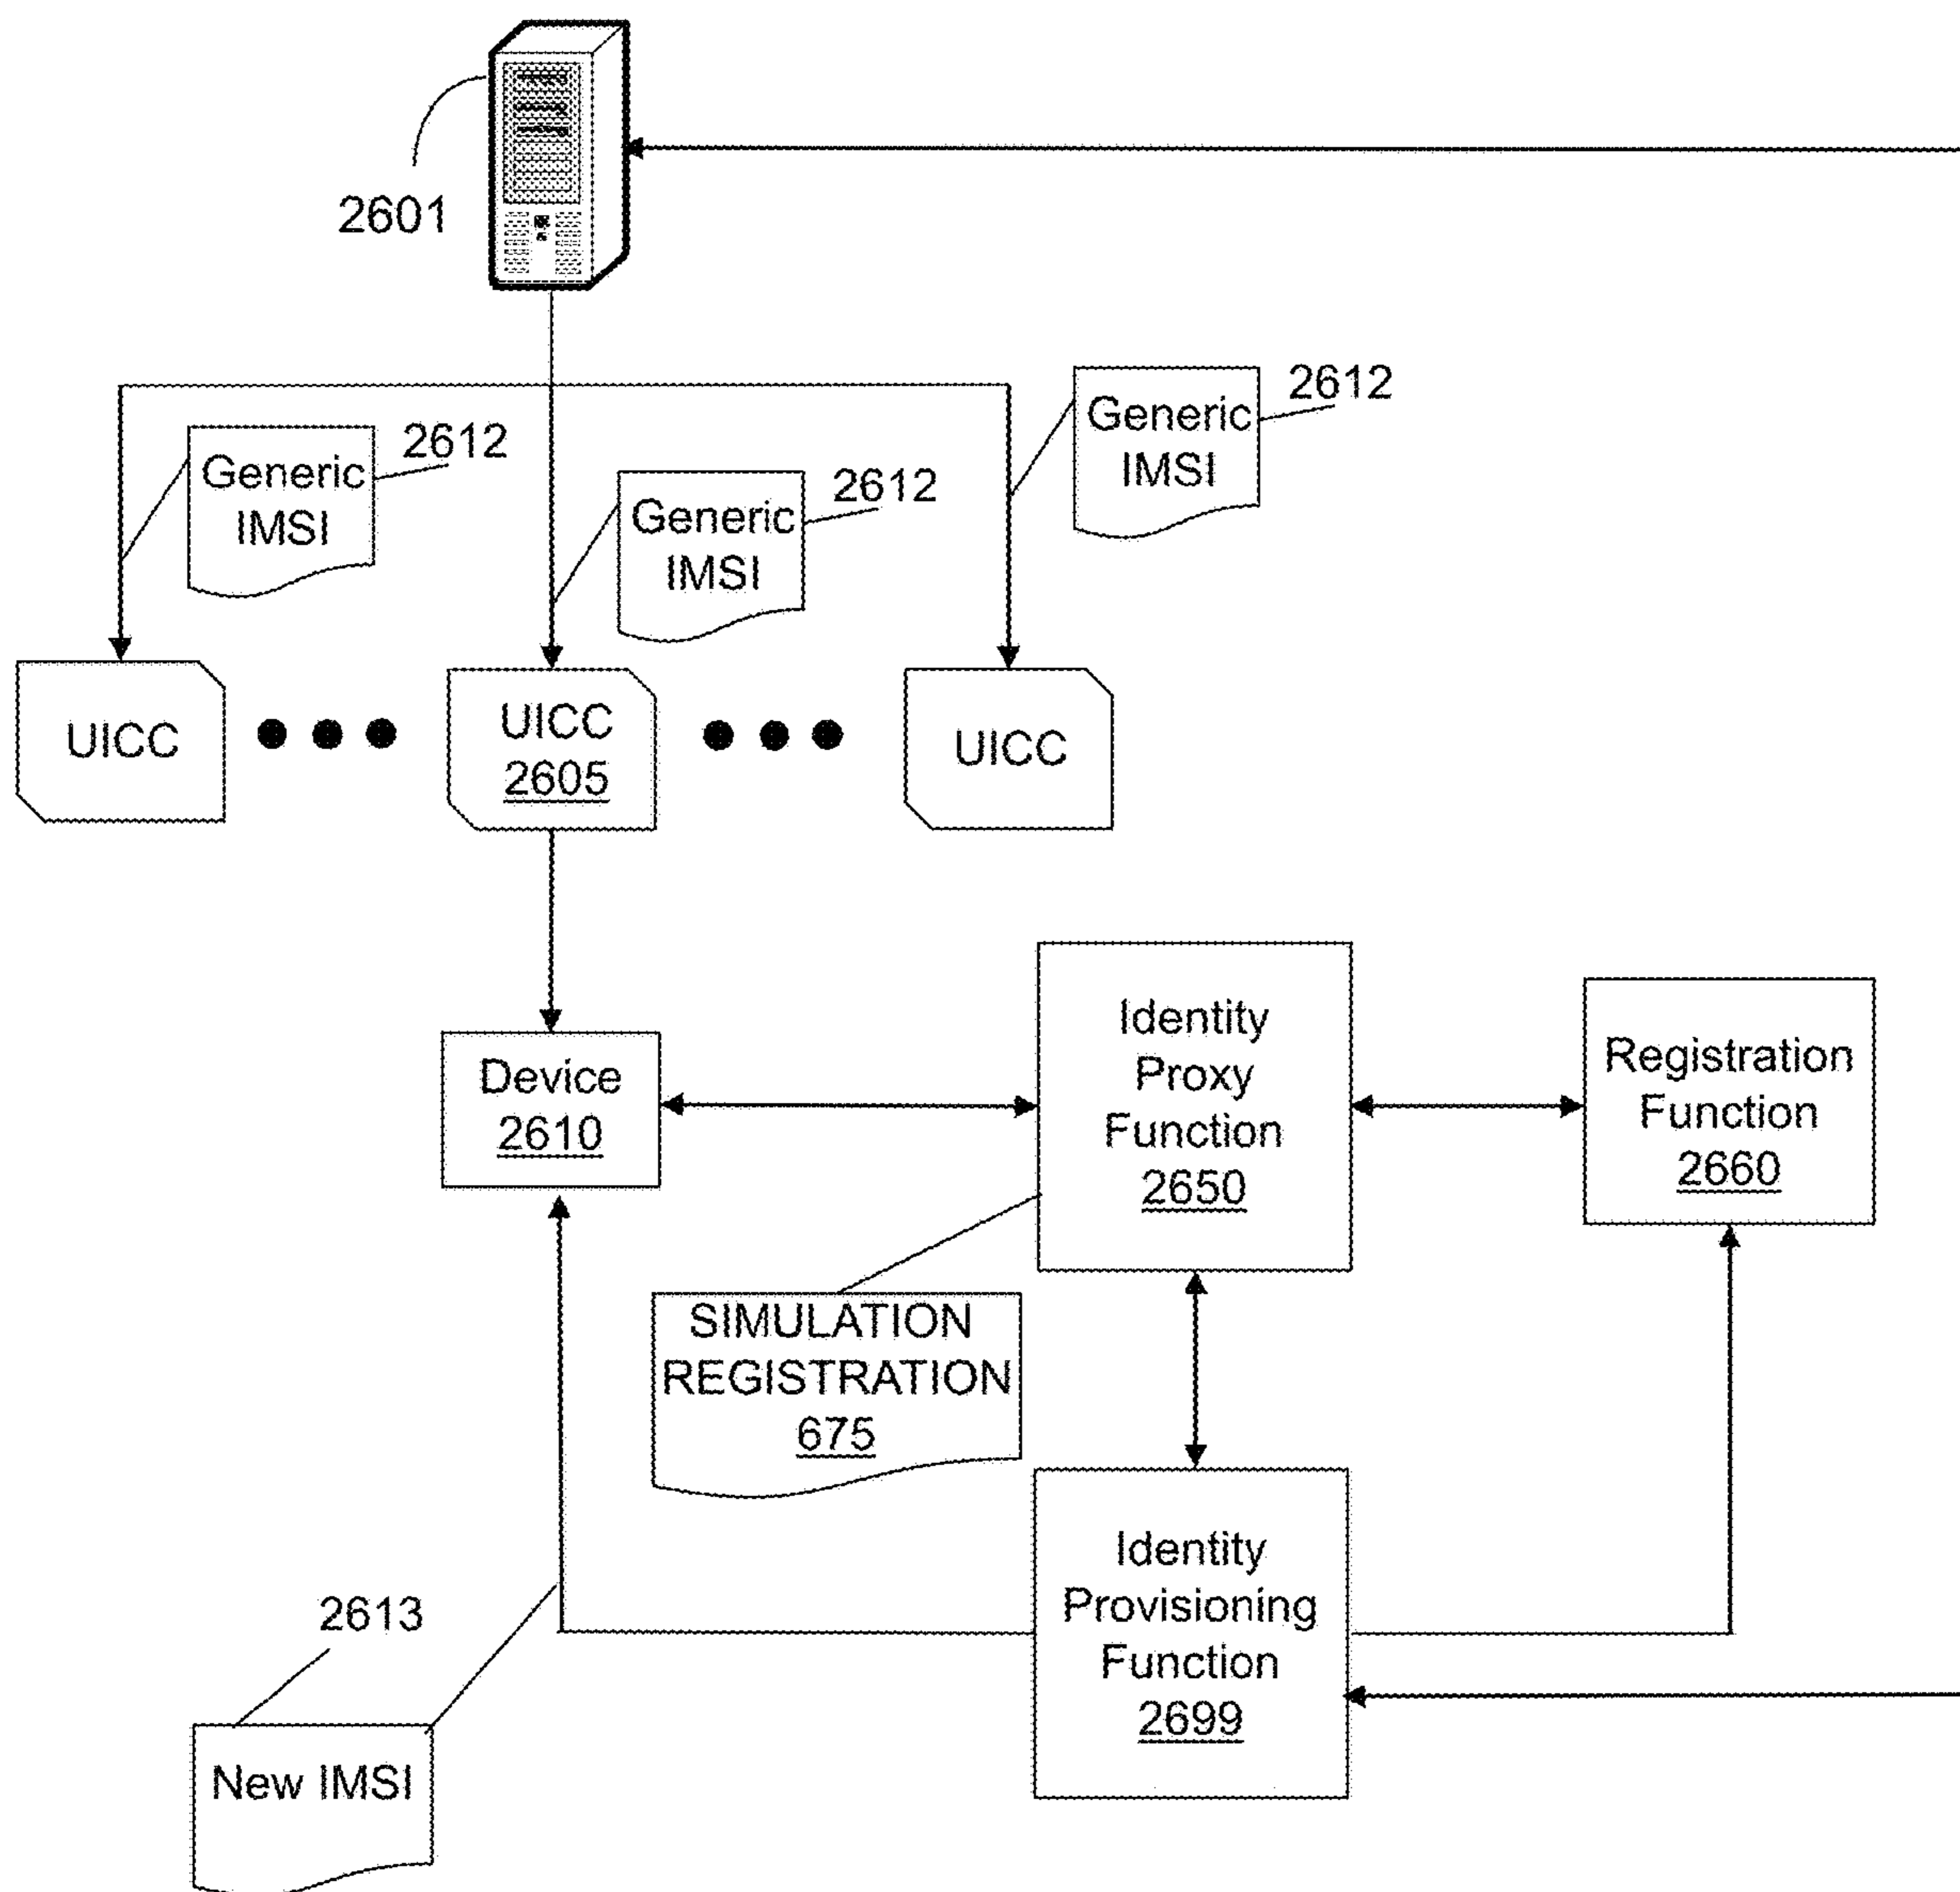 2601
2612
Generic
IMSI
2612
Generic
IMSI
2612
Generic
IMSI
UICC
UICC
2605
UICC
Device
2610
Identity
Proxy
Function
2650
Registration
Function
2660
SIMULATION
REGISTRATION
675
Identity
Provisioning
Function
2699
2613
New IMSI